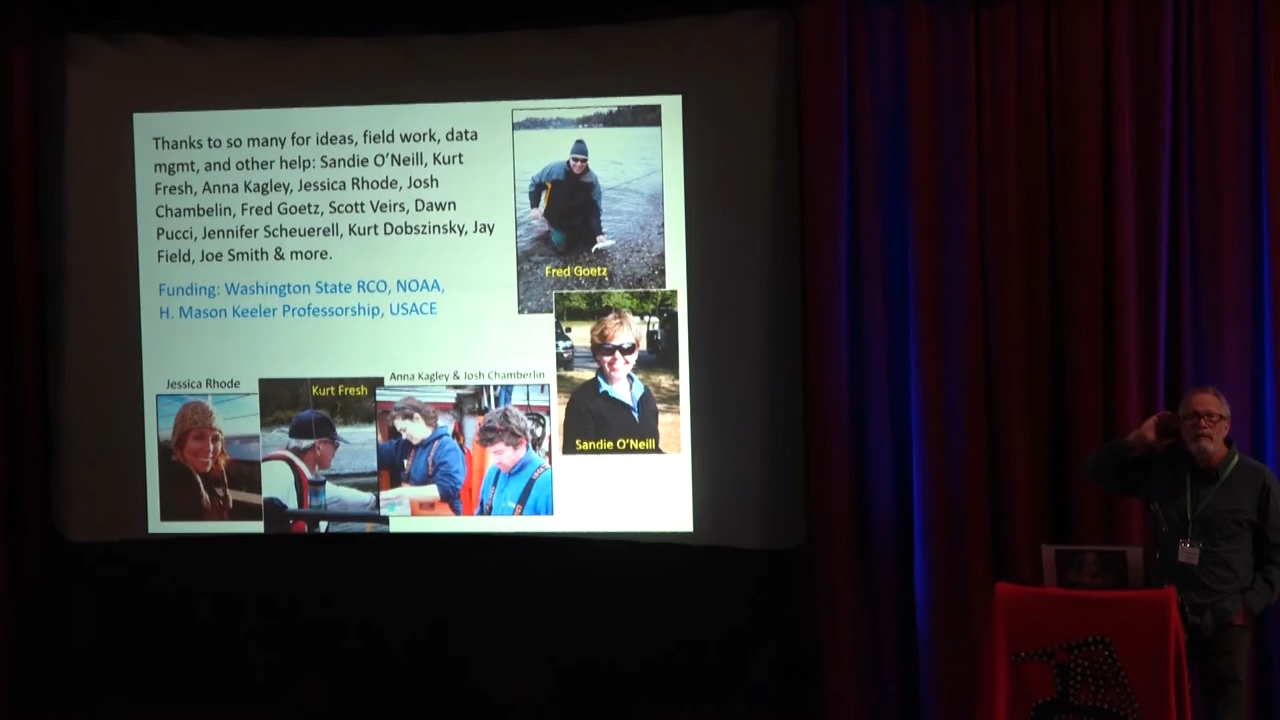 Thanks to so many for ideas, field work, data
mgmt, and other help: Sandie O'Neill, Kurt
Fresh, Anna Kagley, Jessica Rhode, Josh
Chambelin, Fred Goetz, Scott Veirs, Dawn
Pucci, Jennifer Scheuerell, Kurt Dobszinsky, Jay
Field, Joe Smith & more.
Funding: Washington State RCO, NOAA,
H. Mason Keeler Professorship, USACE
Fred Goetz
Sandie O'Neill
Jessica Rhode
Kurt Fresh
Anna Kagley & Josh Chamberlin